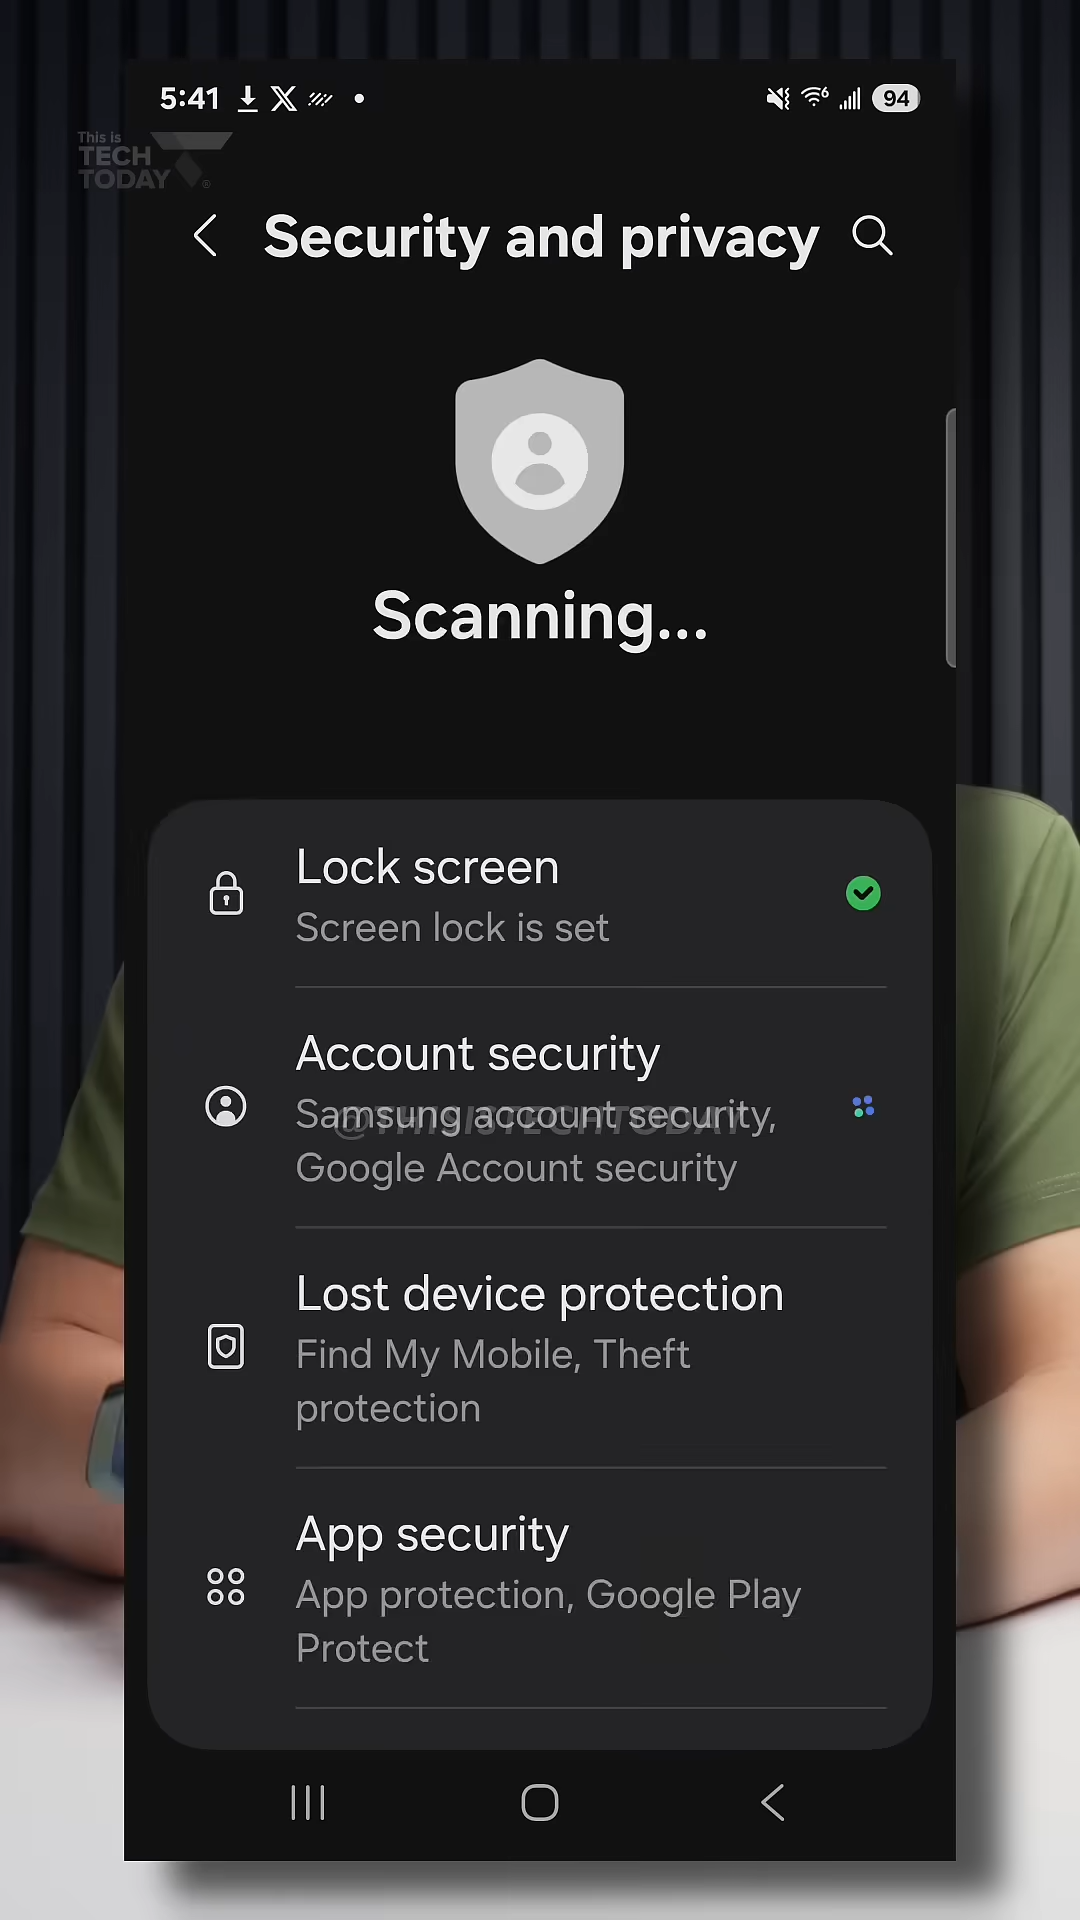 5:41
94
This is
TECH
TODAY
Security and privacy
Scanning...
Lock screen
Screen lock is set
Account security
Samsung account security,
@THISISTECHTODAY
Google Account security
Lost device protection
Find My Mobile, Theft
protection
App security
App protection, Google Play
Protect